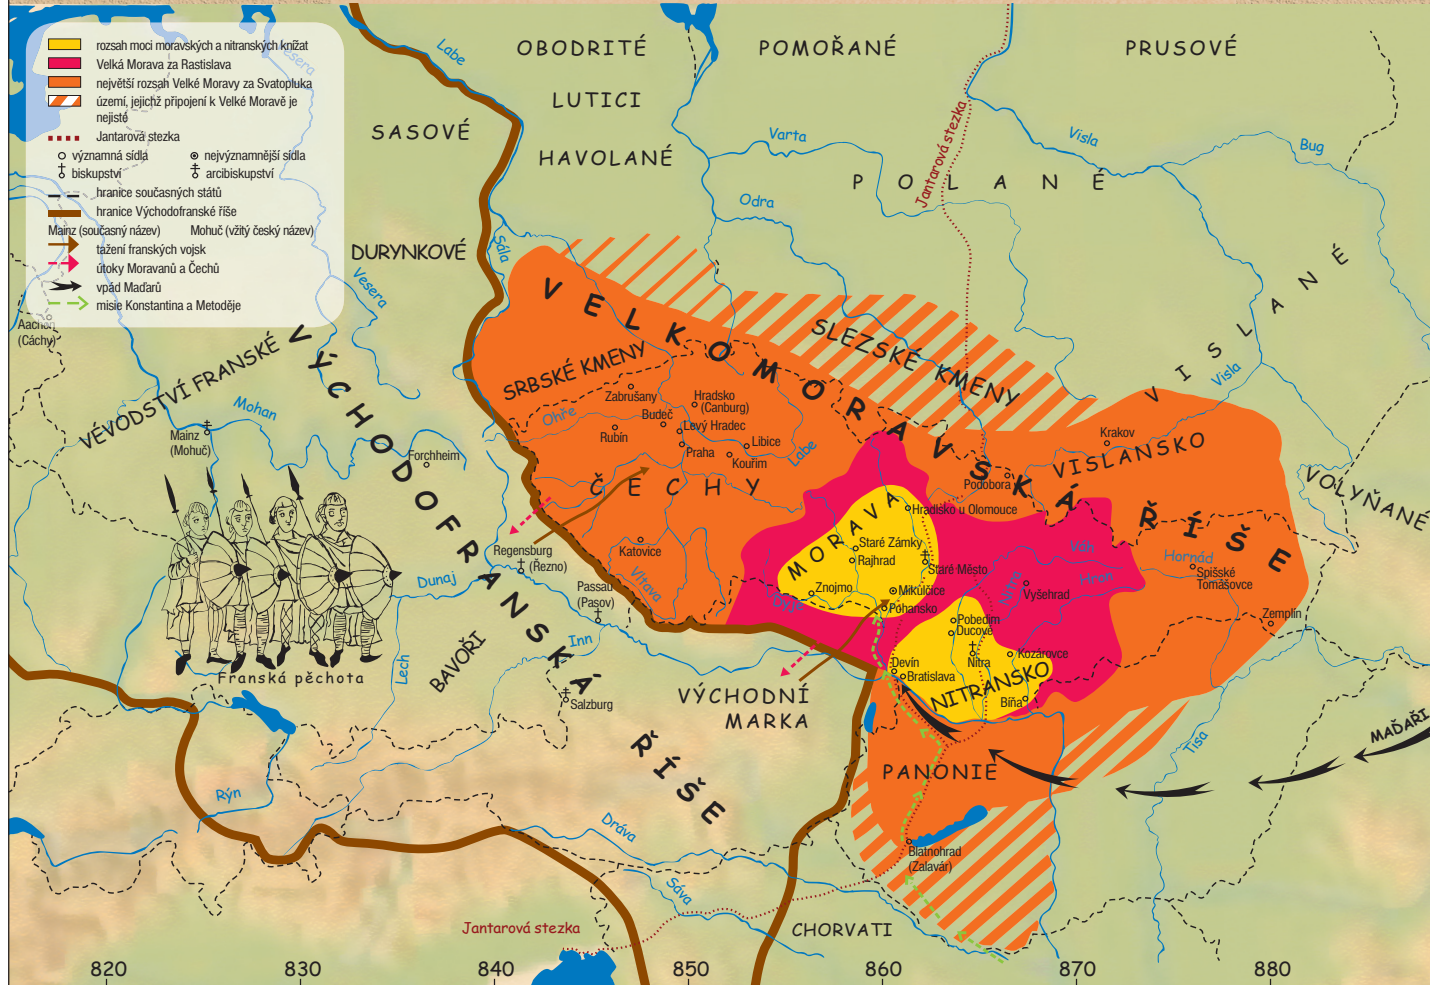 rozsah moci moravských a nitranských knížat
Velká Morava za Rastislava
největší rozsah Velké Moravy za Svatopluka
území, jejichž připojení k Velké Moravě je
nejisté
Jantarová stezka
významná sídla
nejvýznamnější sídla
biskupství
arcibiskupství
hranice současných států
hranice Východofranské říše
Mainz (současný název)
Mohuč (vžitý český název)
tažení franských vojsk
útoky Moravanů a Čechů
vpád Maďarů
misie Konstantina a Metoděje
Vesera
Labe
OBODRITÉ
POMOŘANÉ
PRUSOVÉ
LUTICI
SASOVÉ
HAVOLANÉ
Varta
Jantarová stezka
Visla
Bug
POLANÉ
Odra
Sála
DURYNKOVÉ
Vesera
Aachen
(Cáchy)
VÉVODSTVÍ FRANSKÉ
VÝCHODOFRANSKÁ ŘÍŠE
VELKOMORAVSKÁ ŘÍŠE
SLEZSKÉ KMENY
SRBSKÉ KMENY
VISLANÉ
Visla
Mohan
Mainz
(Mohuč)
Forchheim
Ohře
Zabrušany
Hradsko
(Canburg)
Budeč
Levý Hradec
Rubín
Praha
Libice
Kouřim
Labe
ČECHY
Krakov
VISLANSKO
Podobora
VOLYŇANÉ
MORAVA
Hradisko u Olomouce
Staré Zámky
Rajhrad
Staré Město
Znojmo
Mikulčice
Pohansko
Dyje
Katovice
Vltava
Regensburg
(Řezno)
Dunaj
Passau
(Pasov)
Inn
Lech
BAVOŘI
Salzburg
Franská pěchota
Váh
Hron
Nitra
Vyšehrad
Hornád
Spišské
Tomášovce
Zemplín
Pobedim
Ducové
Nitra
Kozárovce
Devín
Bratislava
NITRANSKO
Bíňa
VÝCHODNÍ
MARKA
PANONIE
Tisa
MAĎAŘI
Rýn
Dráva
Blatnohrad
(Zalavár)
Sáva
CHORVATI
Jantarová stezka
820
830
840
850
860
870
880